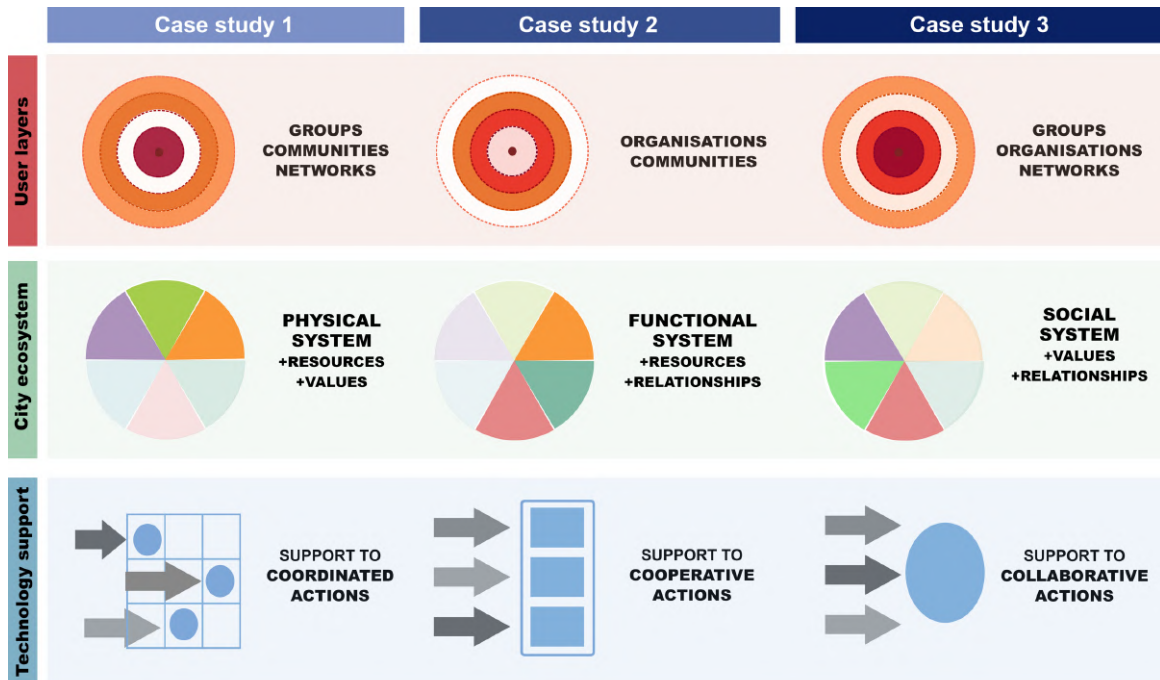 Case study 1
Case study 2
Case study 3
User layers
GROUPS
COMMUNITIES
NETWORKS
ORGANISATIONS
COMMUNITIES
GROUPS
ORGANISATIONS
NETWORKS
City ecosystem
PHYSICAL
SYSTEM
+RESOURCES
+VALUES
FUNCTIONAL
SYSTEM
+RESOURCES
+RELATIONSHIPS
SOCIAL
SYSTEM
+VALUES
+RELATIONSHIPS
Technology support
SUPPORT TO
COORDINATED
ACTIONS
SUPPORT TO
COOPERATIVE
ACTIONS
SUPPORT TO
COLLABORATIVE
ACTIONS